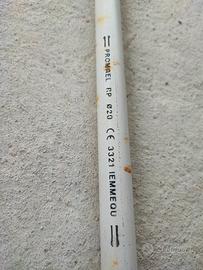 PROMAEL RP Ø20 CE 3321 IEMMEQU